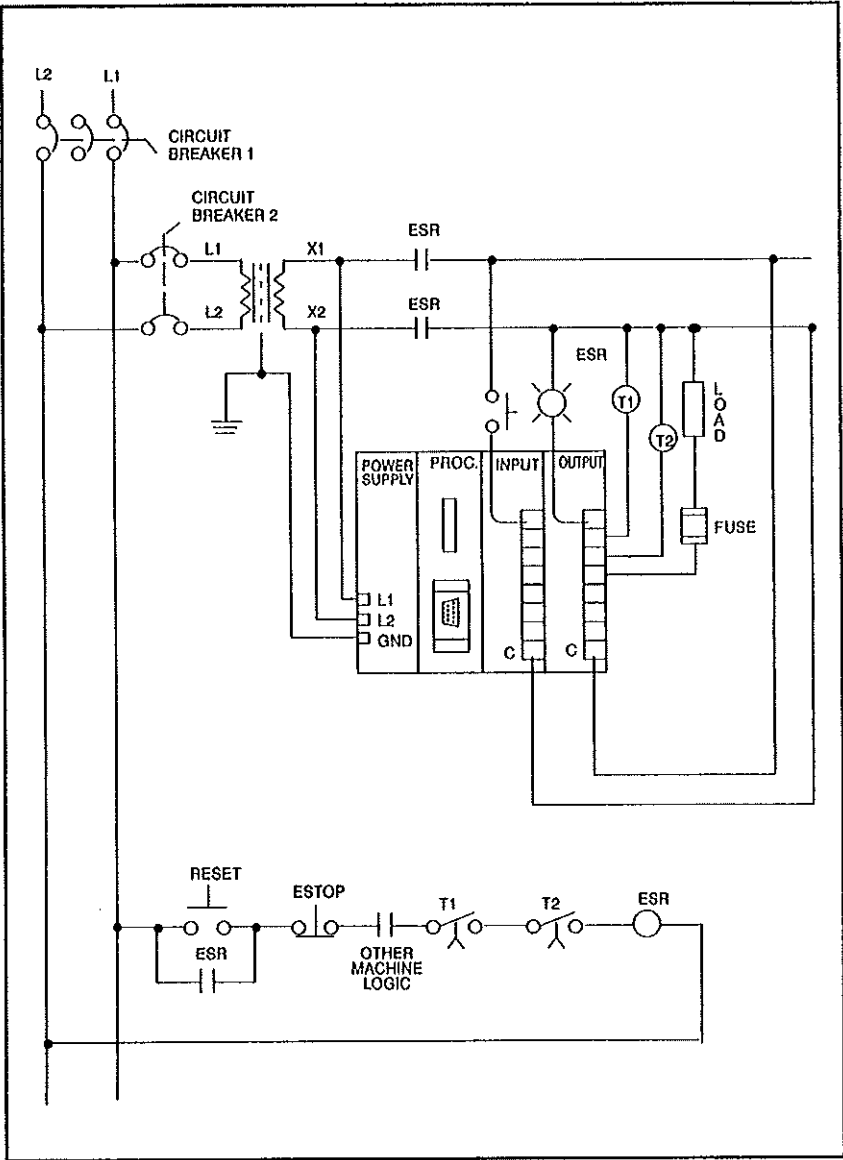 L2 L1
CIRCUIT
BREAKER 1
CIRCUIT
BREAKER 2
L1 X1 ESR
L2 X2 ESR
ESR
T1
T2
LOAD
POWER
SUPPLY
PROC.
INPUT
OUTPUT
FUSE
L1
L2
GND
C C
RESET
ESTOP
T1
T2
ESR
ESR
OTHER
MACHINE
LOGIC